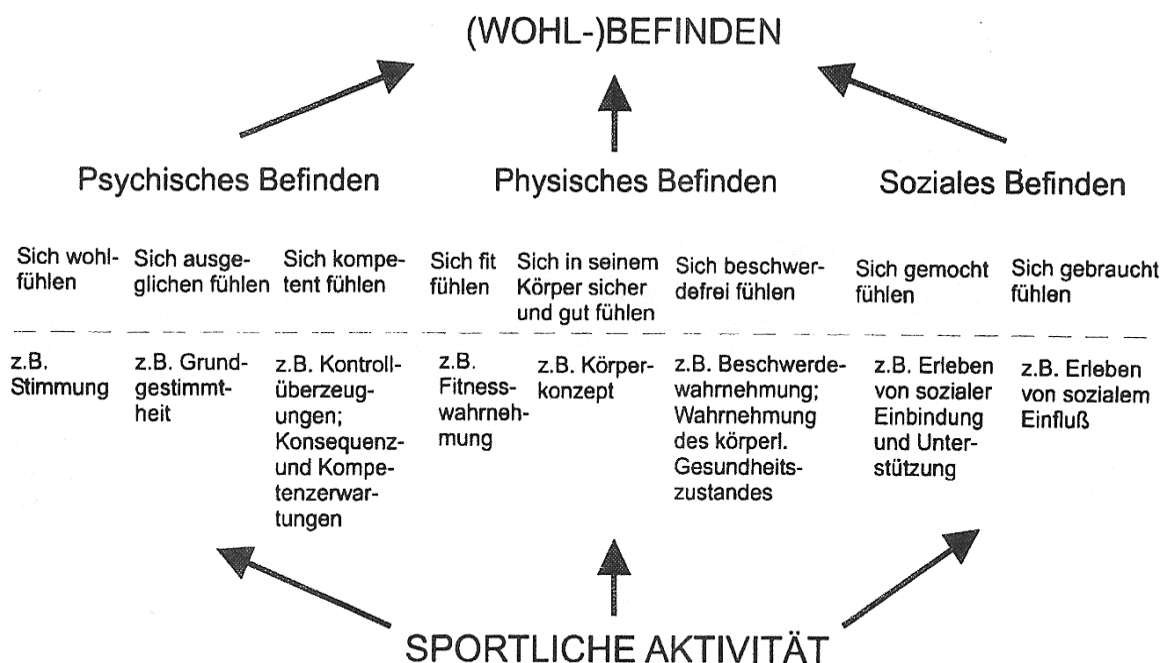 (WOHL-)BEFINDEN
Psychisches Befinden
Physisches Befinden
Soziales Befinden
Sich wohl-
fühlen
Sich ausge-
glichen fühlen
Sich kompe-
tent fühlen
Sich fit
fühlen
Sich in seinem
Körper sicher
und gut fühlen
Sich beschwer-
defrei fühlen
Sich gemocht
fühlen
Sich gebraucht
fühlen
z.B.
Stimmung
z.B. Grund-
gestimmt-
heit
z.B. Kontroll-
überzeug-
ungen;
Konsequenz-
und Kompe-
tenzerwar-
tungen
z.B.
Fitness-
wahrneh-
mung
z.B. Körper-
konzept
z.B. Beschwerde-
wahrnehmung;
Wahrnehmung
des körperl.
Gesundheits-
zustandes
z.B. Erleben
von sozialer
Einbindung
und Unter-
stützung
z.B. Erleben
von sozialem
Einfluß
SPORTLICHE AKTIVITÄT